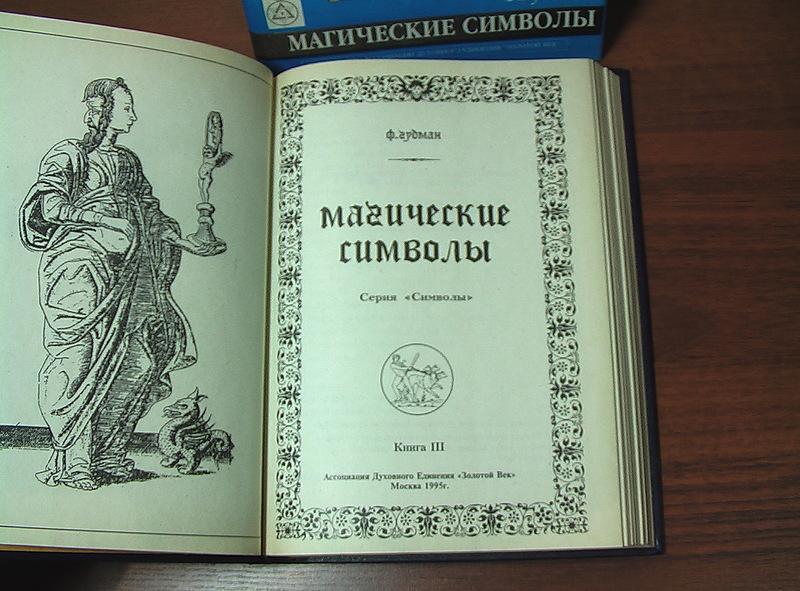 МАГИЧЕСКИЕ СИМВОЛЫ
Ф. Гудман
Магические
символы
Серия «Символы»
Книга III
Ассоциация Духовного Единения «Золотой Век»
Москва 1995г.